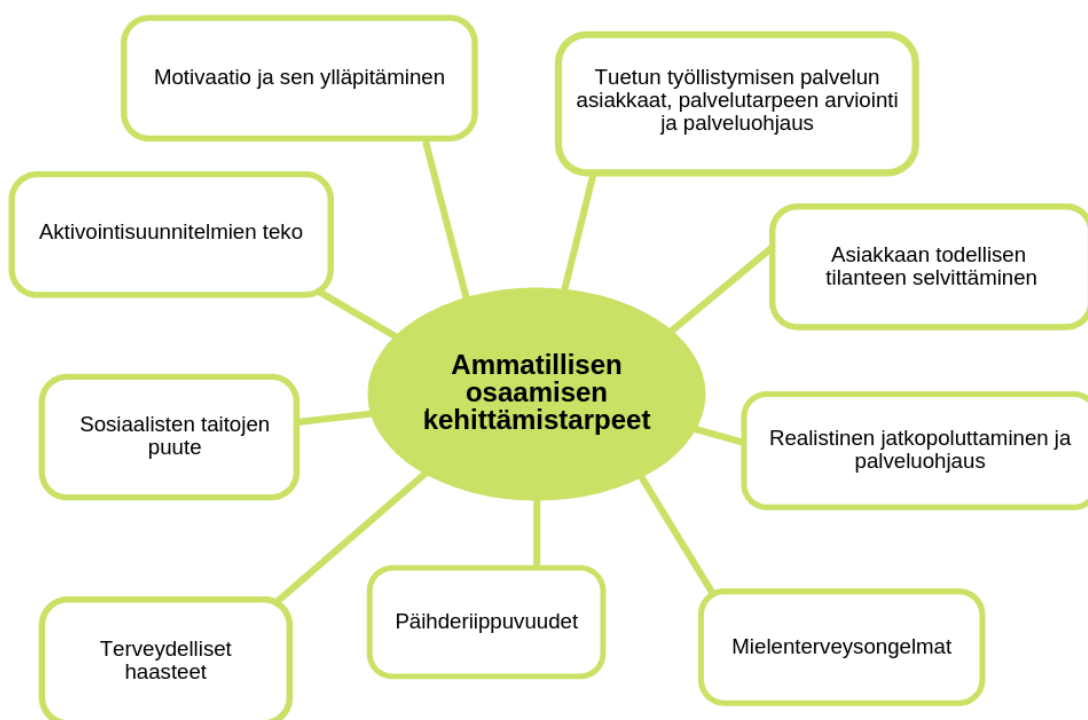 Motivaatio ja sen ylläpitäminen
Tuetun työllistymisen palvelun
asiakkaat, palvelutarpeen arviointi
ja palveluohjaus
Aktivointisuunnitelmien teko
Asiakkaan todellisen
tilanteen selvittäminen
Ammatillisen
osaamisen
kehittämistarpeet
Sosiaalisten taitojen
puute
Realistinen jatkopoluttaminen ja
palveluohjaus
Terveydelliset
haasteet
Päihderiippuvuudet
Mielenterveysongelmat